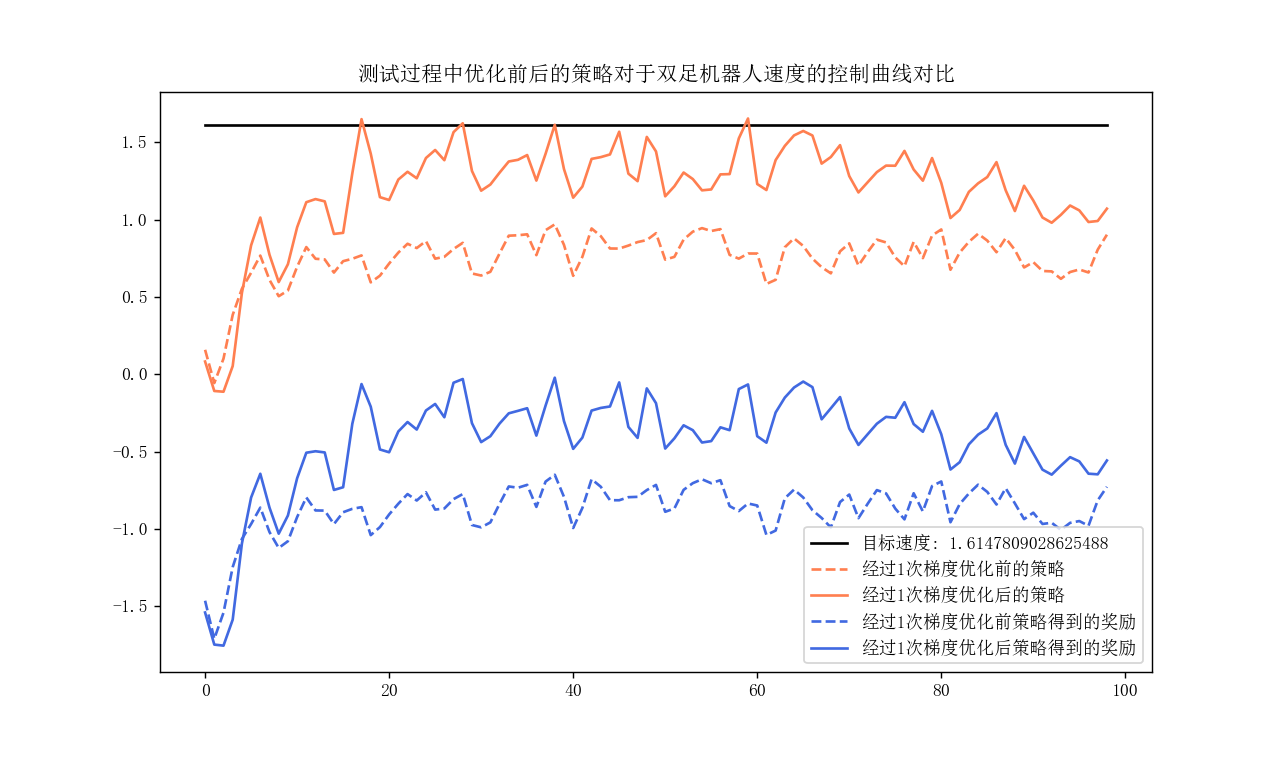 测试过程中优化前后的策略对于双足机器人速度的控制曲线对比
1.5
1.0
0.5
0.0
−0.5
−1.0
−1.5
目标速度: 1.6147809028625488
经过1次梯度优化前的策略
经过1次梯度优化后的策略
经过1次梯度优化前策略得到的奖励
经过1次梯度优化后策略得到的奖励
0 20 40 60 80 100